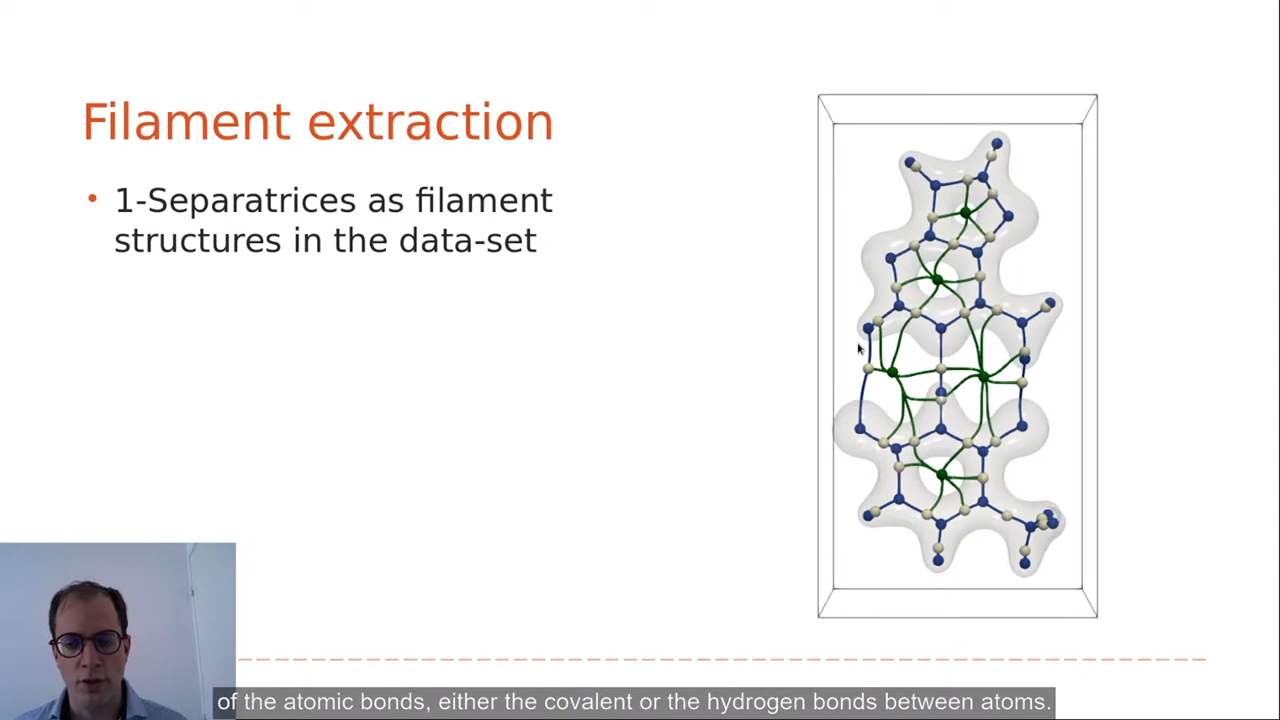 Filament extraction
• 1-Separatrices as filament
structures in the data-set
of the atomic bonds, either the covalent or the hydrogen bonds between atoms.